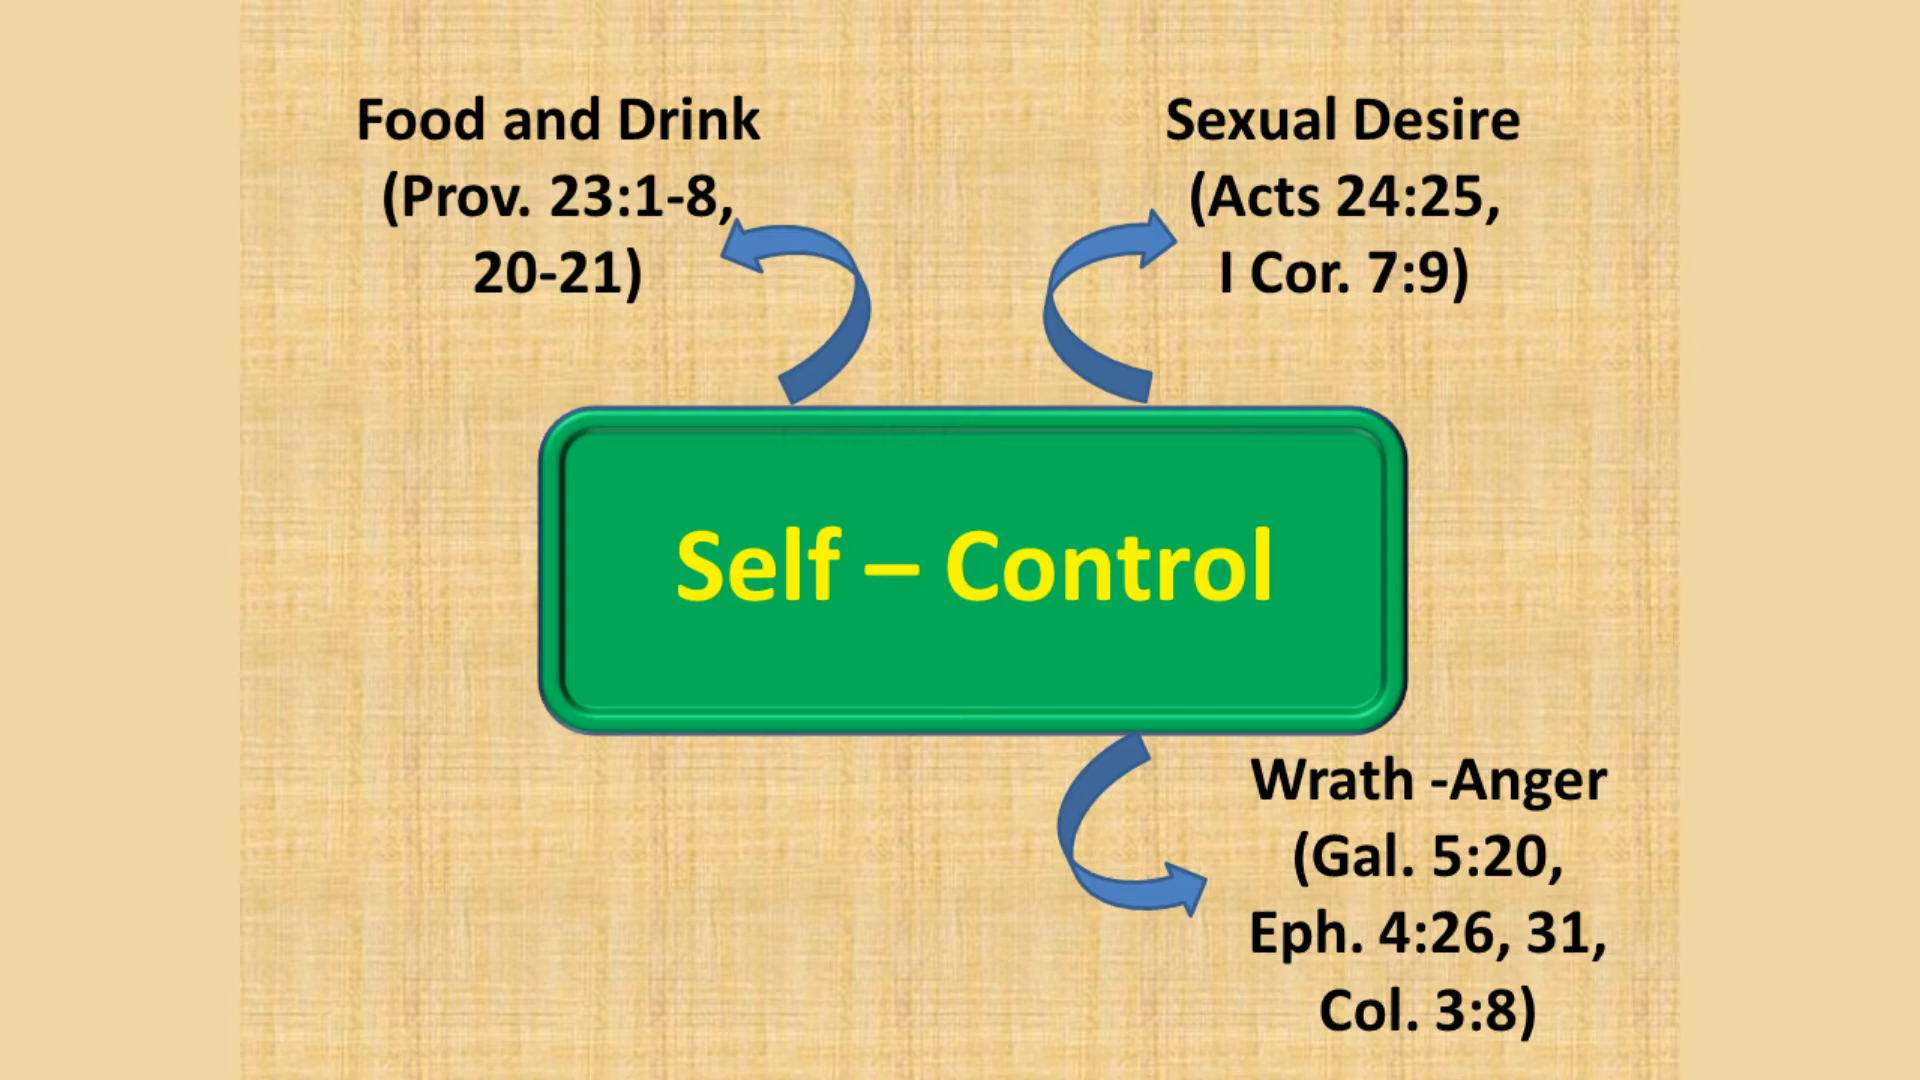 Food and Drink
(Prov. 23:1-8,
20-21)
Sexual Desire
(Acts 24:25,
I Cor. 7:9)
Self – Control
Wrath -Anger
(Gal. 5:20,
Eph. 4:26, 31,
Col. 3:8)